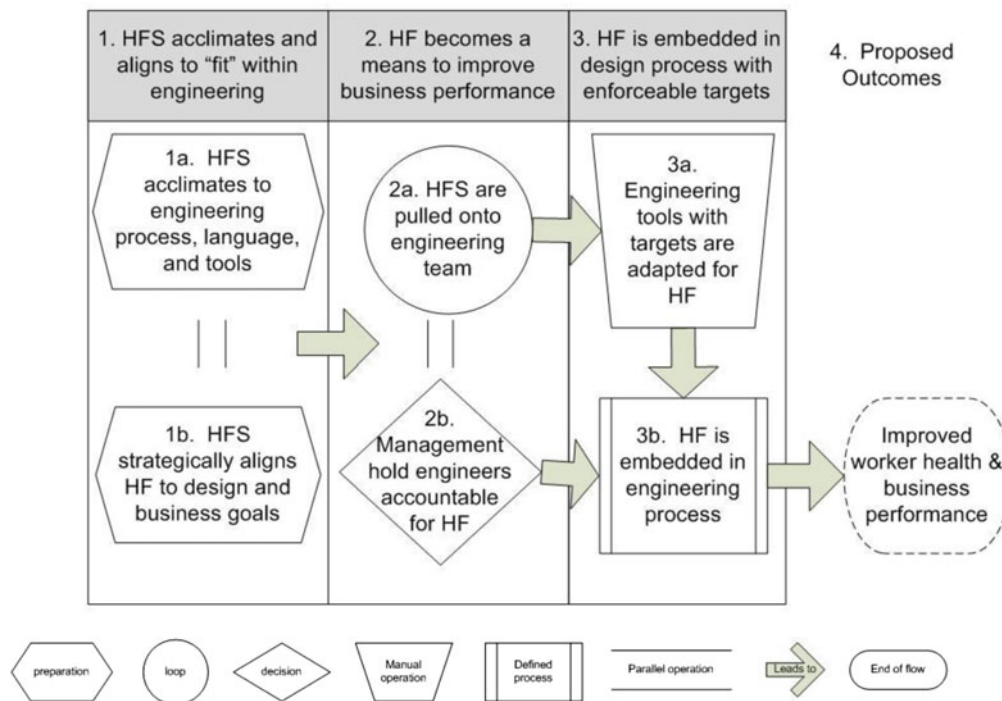 1. HFS acclimates and
aligns to “fit” within
engineering
2. HF becomes a
means to improve
business performance
3. HF is embedded in
design process with
enforceable targets
4. Proposed
Outcomes
1a. HFS
acclimates to
engineering
process, language,
and tools
2a. HFS are
pulled onto
engineering
team
3a.
Engineering
tools with
targets are
adapted for
HF
1b. HFS
strategically aligns
HF to design and
business goals
2b.
Management
hold engineers
accountable
for HF
3b. HF is
embedded in
engineering
process
Improved
worker health &
business
performance
preparation
loop
decision
Manual
operation
Defined
process
Parallel operation
Leads to
End of flow